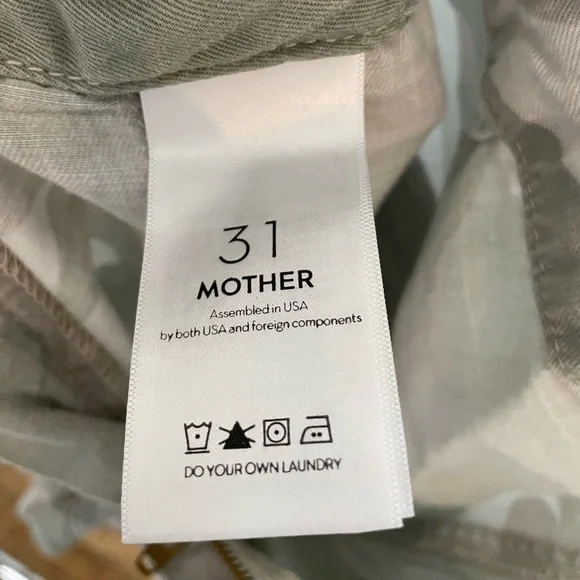 31
MOTHER
Assembled in USA
by both USA and foreign components
DO YOUR OWN LAUNDRY